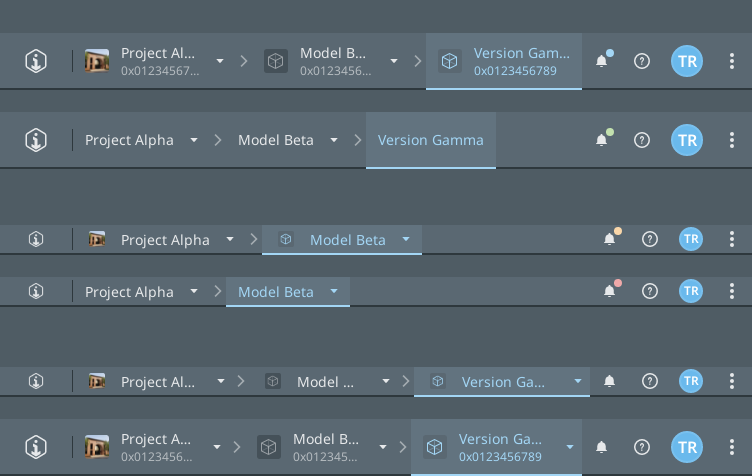 Project Al... Model B... Version Gam... TR
0x01234567... 0x0123456... 0x0123456789
Project Alpha Model Beta Version Gamma TR
Project Alpha Model Beta TR
Project Alpha Model Beta TR
Project Al... Model ... Version Ga... TR
Project A... Model B... Version Ga... TR
0x0123456... 0x012345... 0x0123456789